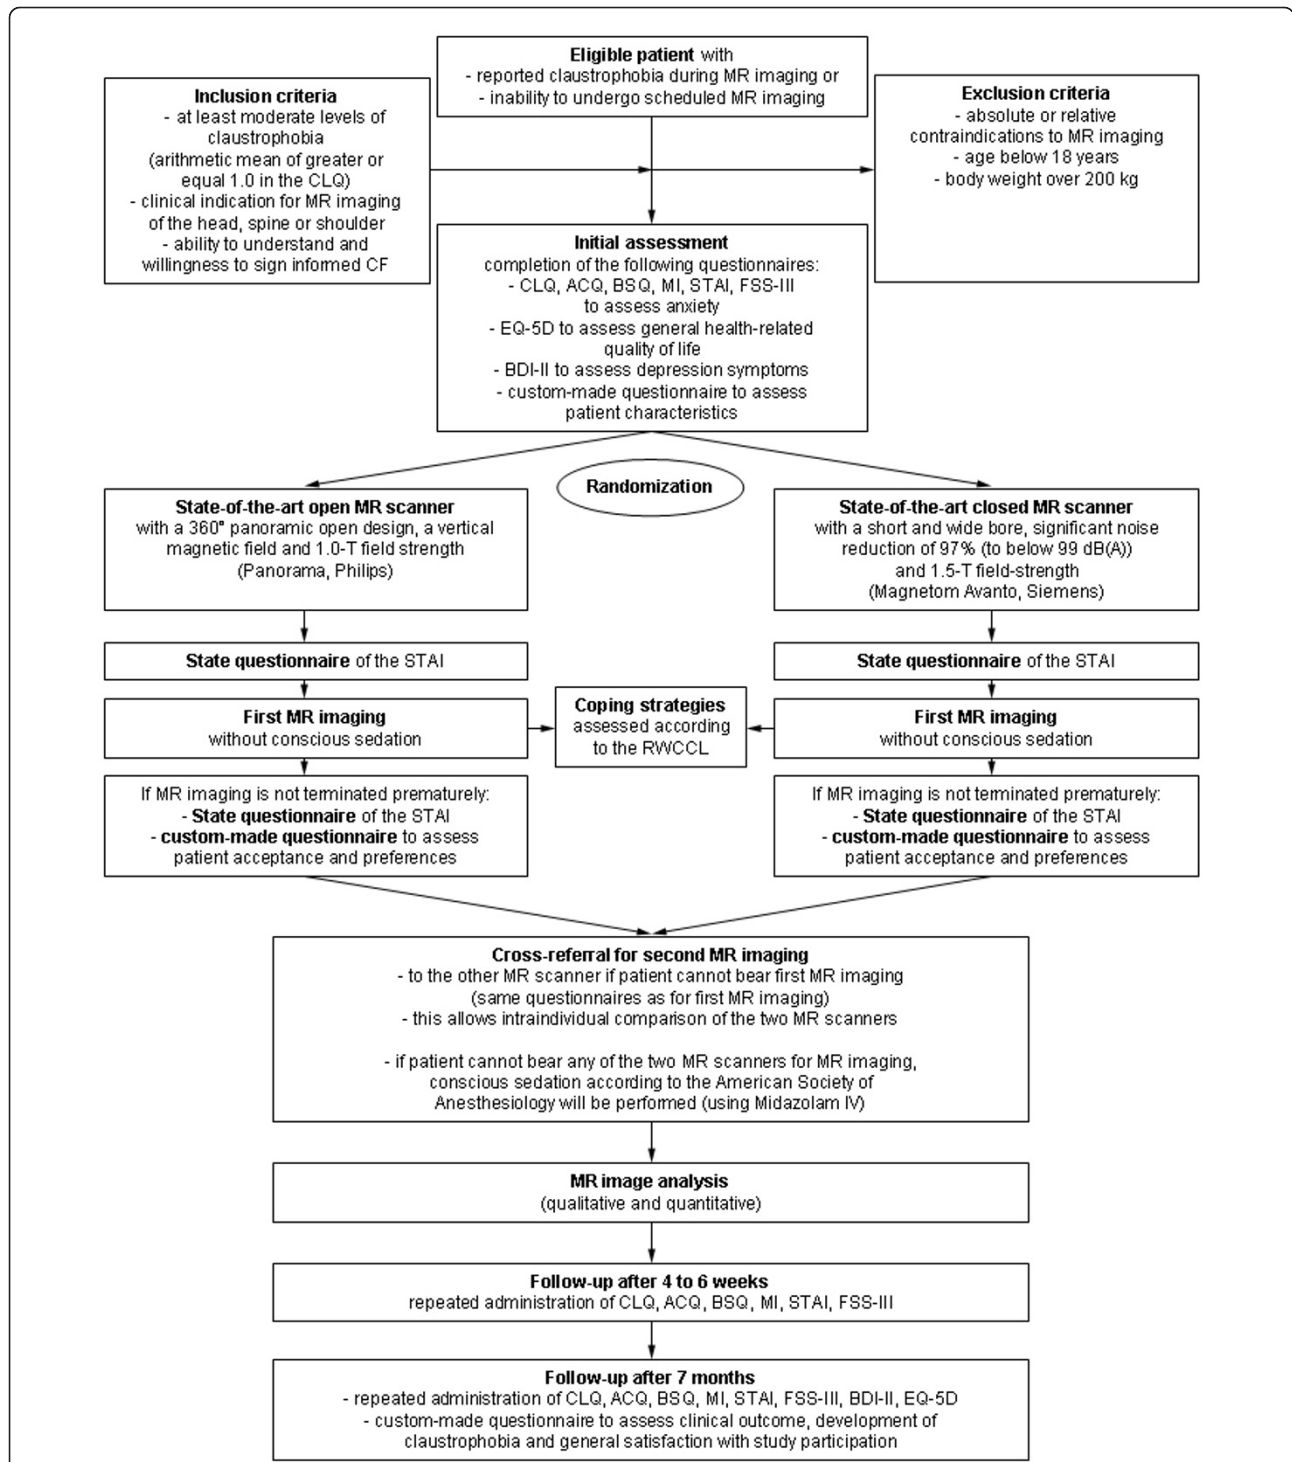 Eligible patient with
- reported claustrophobia during MR imaging or
- inability to undergo scheduled MR imaging
Inclusion criteria
- at least moderate levels of
claustrophobia
(arithmetic mean of greater or
equal 1.0 in the CLQ)
- clinical indication for MR imaging
of the head, spine or shoulder
- ability to understand and
willingness to sign informed CF
Exclusion criteria
- absolute or relative
contraindications to MR imaging
- age below 18 years
- body weight over 200 kg
Initial assessment
completion of the following questionnaires:
- CLQ, ACQ, BSQ, MI, STAI, FSS-III
to assess anxiety
- EQ-5D to assess general health-related
quality of life
- BDI-II to assess depression symptoms
- custom-made questionnaire to assess
patient characteristics
Randomization
State-of-the-art open MR scanner
with a 360° panoramic open design, a vertical
magnetic field and 1.0-T field strength
(Panorama, Philips)
State-of-the-art closed MR scanner
with a short and wide bore, significant noise
reduction of 97% (to below 99 dB(A))
and 1.5-T field-strength
(Magnetom Avanto, Siemens)
State questionnaire of the STAI
State questionnaire of the STAI
First MR imaging
without conscious sedation
Coping strategies
assessed according
to the RWCCL
First MR imaging
without conscious sedation
If MR imaging is not terminated prematurely:
- State questionnaire of the STAI
- custom-made questionnaire to assess
patient acceptance and preferences
If MR imaging is not terminated prematurely:
- State questionnaire of the STAI
- custom-made questionnaire to assess
patient acceptance and preferences
Cross-referral for second MR imaging
- to the other MR scanner if patient cannot bear first MR imaging
(same questionnaires as for first MR imaging)
- this allows intraindividual comparison of the two MR scanners
- if patient cannot bear any of the two MR scanners for MR imaging,
conscious sedation according to the American Society of
Anesthesiology will be performed (using Midazolam IV)
MR image analysis
(qualitative and quantitative)
Follow-up after 4 to 6 weeks
repeated administration of CLQ, ACQ, BSQ, MI, STAI, FSS-III
Follow-up after 7 months
- repeated administration of CLQ, ACQ, BSQ, MI, STAI, FSS-III, BDI-II, EQ-5D
- custom-made questionnaire to assess clinical outcome, development of
claustrophobia and general satisfaction with study participation